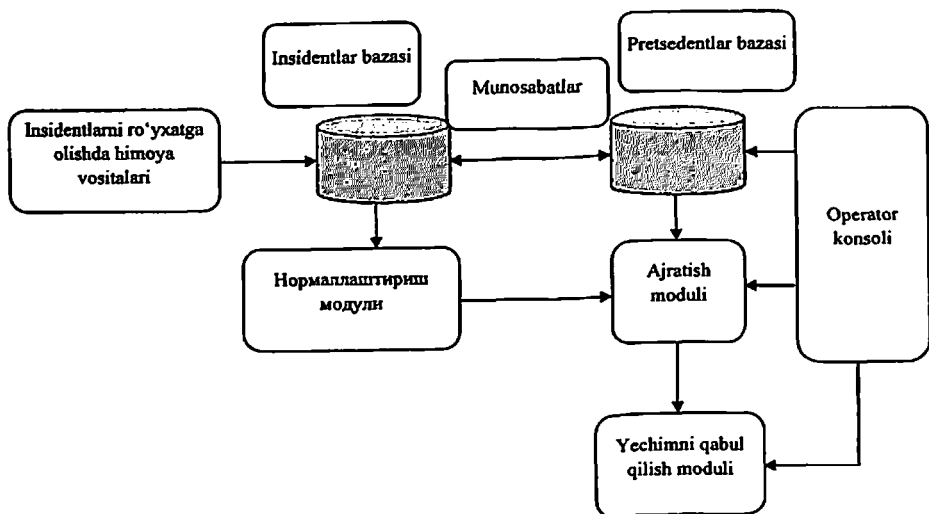 Insidentlar bazasi
Pretsedentlar bazasi
Munosabatlar
Insidentlarni ro‘yxatga
olishda himoya
vositalari
Operator
konsoli
Нормаллаштириш
модули
Ajratish
moduli
Yechimni qabul
qilish moduli